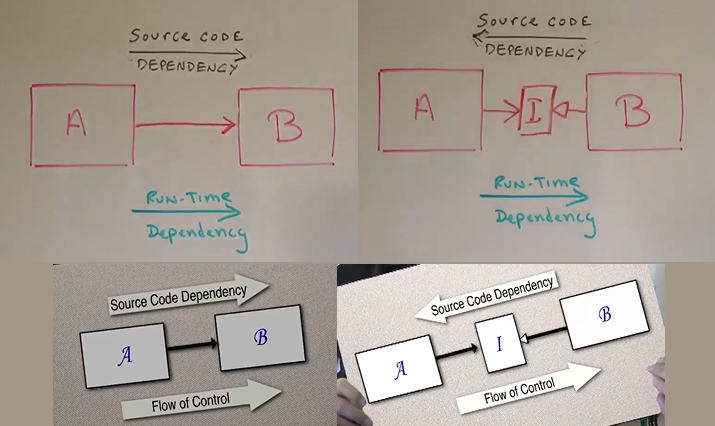 Source code
DEPENDENCY
A
B
Run-Time
Dependency
Source code
DEPENDENCY
A
I
B
Run-Time
Dependency
Source Code Dependency
A
B
Flow of Control
Source Code Dependency
A
I
B
Flow of Control